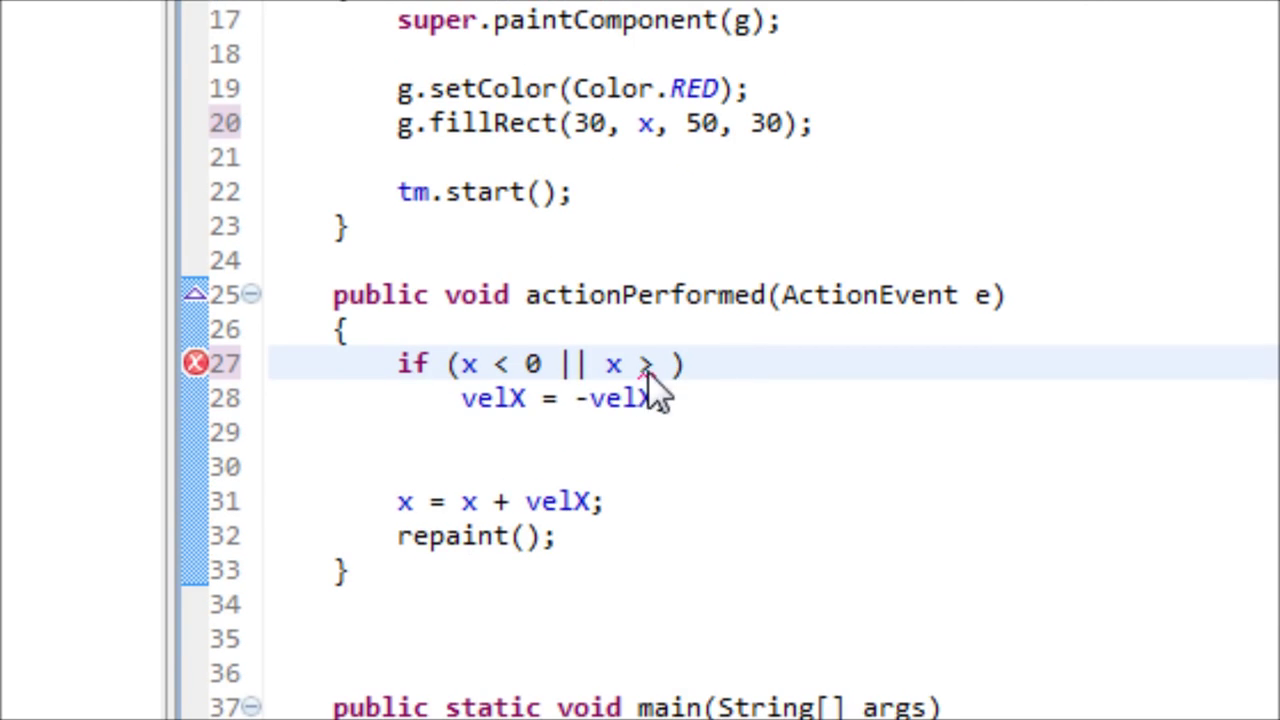 17 super.paintComponent(g);
18
19 g.setColor(Color.RED);
20 g.fillRect(30, x, 50, 30);
21
22 tm.start();
23 }
24
25 public void actionPerformed(ActionEvent e)
26 {
27 if (x < 0 || x > )
28 velX = -velX
29
30
31 x = x + velX;
32 repaint();
33 }
34
35
36
37 public static void main(String[] args)